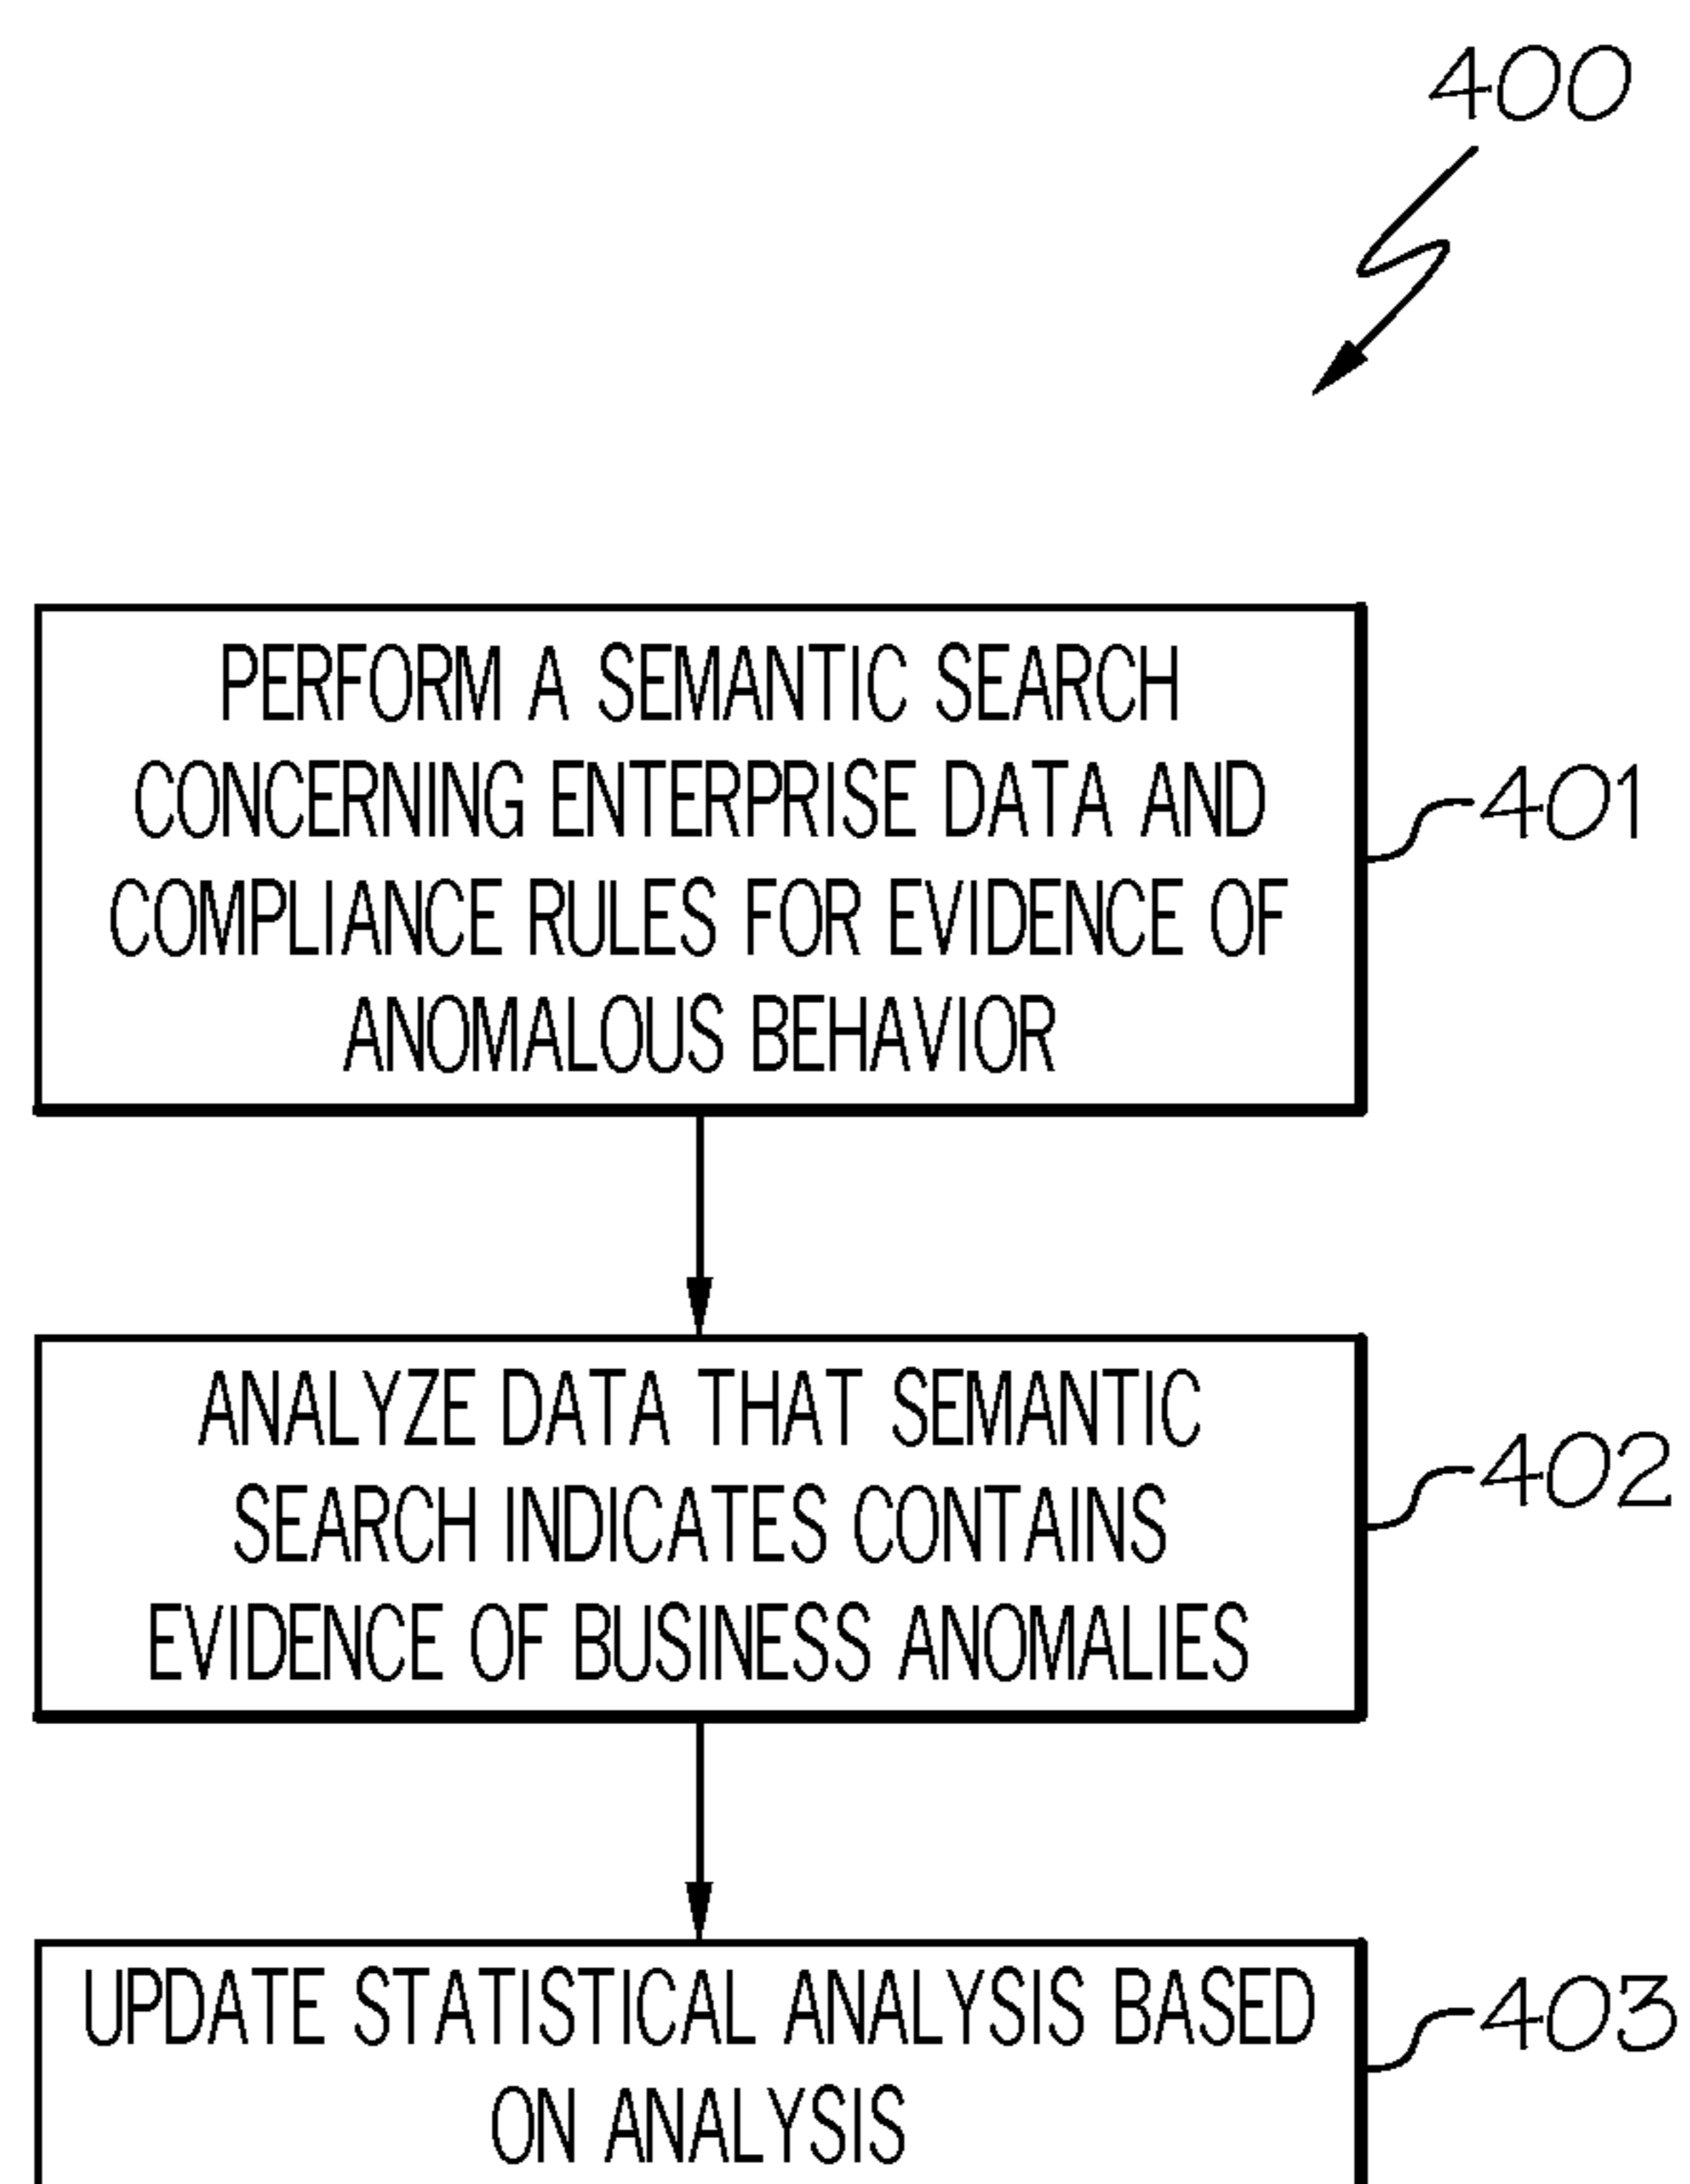 400
PERFORM A SEMANTIC SEARCH
CONCERNING ENTERPRISE DATA AND
COMPLIANCE RULES FOR EVIDENCE OF
ANOMALOUS BEHAVIOR
401
ANALYZE DATA THAT SEMANTIC
SEARCH INDICATES CONTAINS
EVIDENCE OF BUSINESS ANOMALIES
402
UPDATE STATISTICAL ANALYSIS BASED
ON ANALYSIS
403